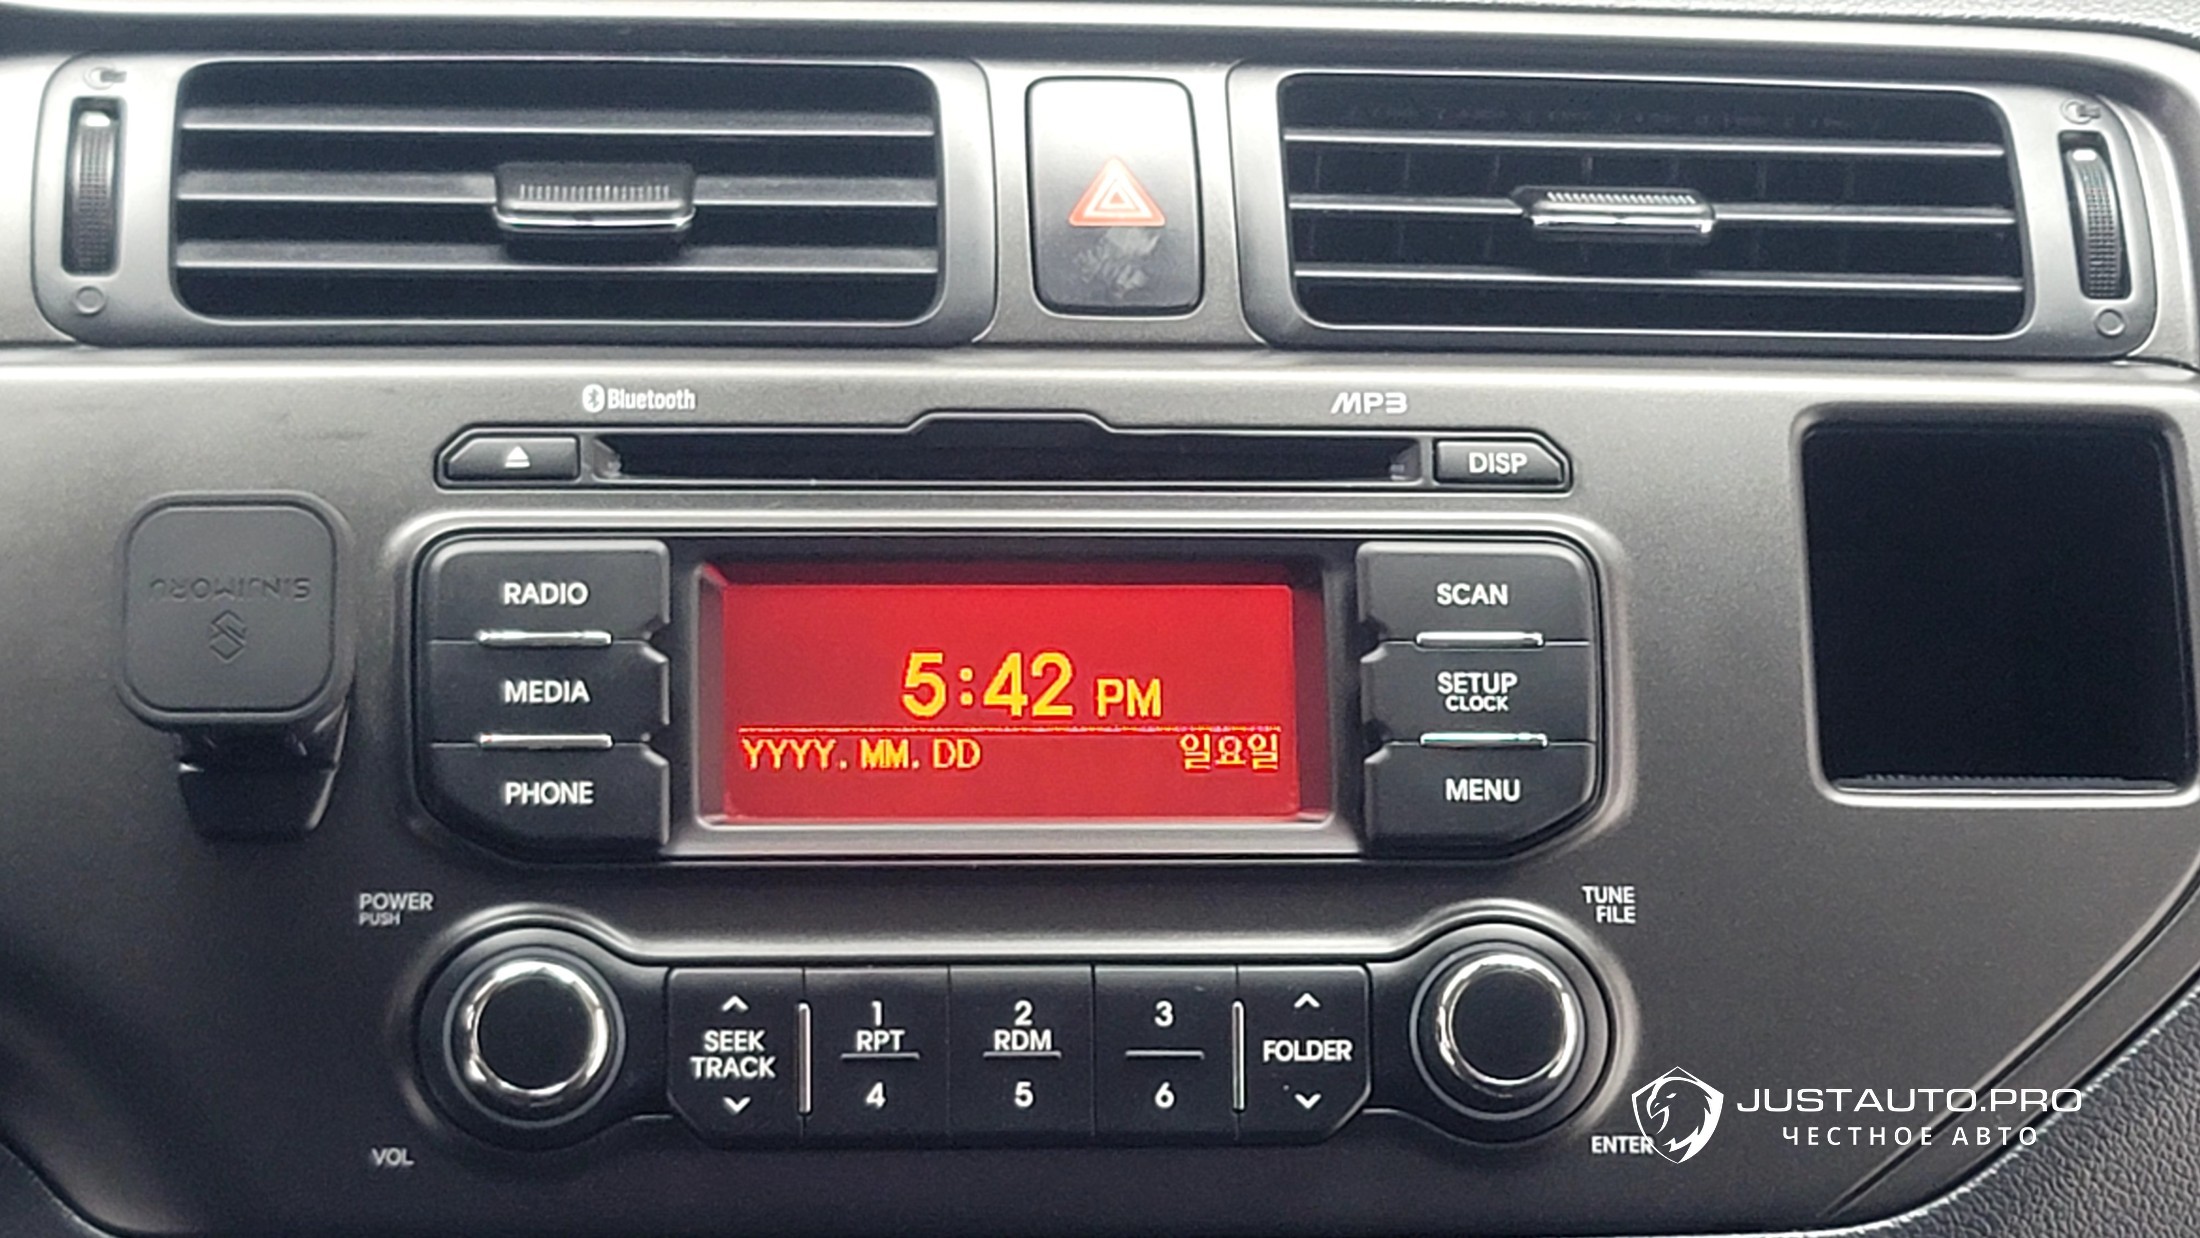 Bluetooth
MP3
DISP
SINJIMORU
RADIO
SCAN
5:42 PM
MEDIA
SETUP
CLOCK
YYYY.MM.DD 일요일
PHONE
MENU
POWER
PUSH
TUNE
FILE
SEEK
TRACK
1
RPT
4
2
RDM
5
3
6
FOLDER
VOL
ENTER
JUSTAUTO.PRO
ЧЕСТНОЕ АВТО